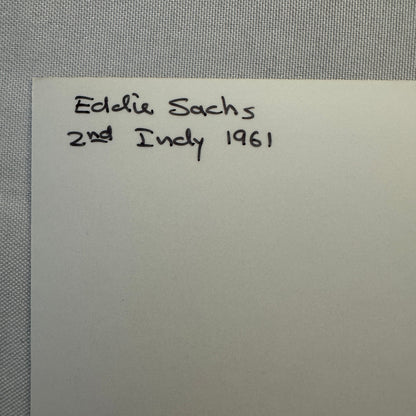 Eddie Sachs
2nd Indy 1961